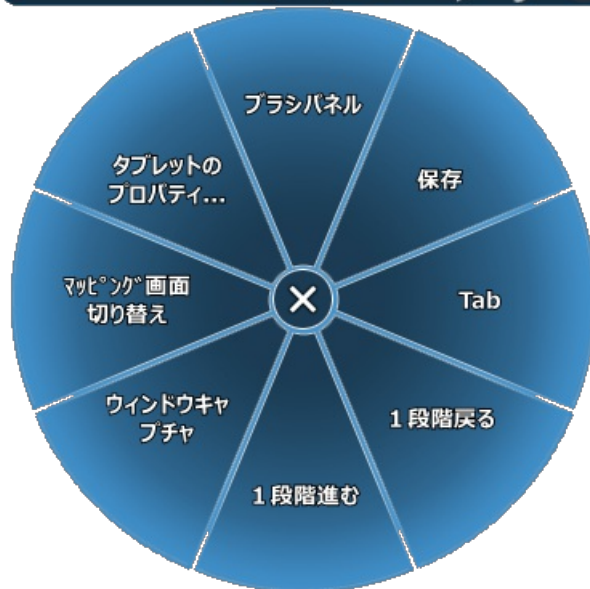 ブラシパネル
保存
Tab
1段階戻る
1段階進む
ウィンドウキャ
プチャ
マッピング画面
切り替え
タブレットの
プロパティ...